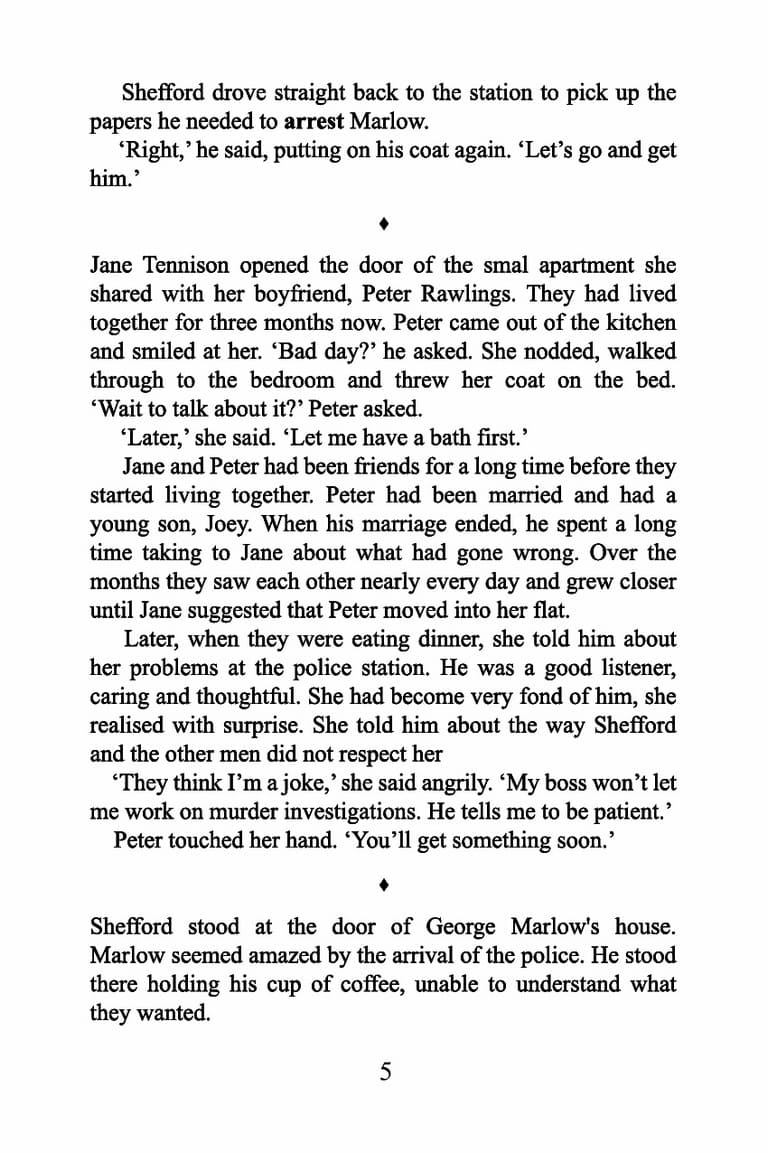 Shefford drove straight back to the station to pick up the
papers he needed to arrest Marlow.
‘Right,’ he said, putting on his coat again. ‘Let’s go and get
him.’
♦
Jane Tennison opened the door of the smal apartment she
shared with her boyfriend, Peter Rawlings. They had lived
together for three months now. Peter came out of the kitchen
and smiled at her. ‘Bad day?’ he asked. She nodded, walked
through to the bedroom and threw her coat on the bed.
‘Wait to talk about it?’ Peter asked.
‘Later,’ she said. ‘Let me have a bath first.’
Jane and Peter had been friends for a long time before they
started living together. Peter had been married and had a
young son, Joey. When his marriage ended, he spent a long
time taking to Jane about what had gone wrong. Over the
months they saw each other nearly every day and grew closer
until Jane suggested that Peter moved into her flat.
Later, when they were eating dinner, she told him about
her problems at the police station. He was a good listener,
caring and thoughtful. She had become very fond of him, she
realised with surprise. She told him about the way Shefford
and the other men did not respect her
‘They think I’m a joke,’ she said angrily. ‘My boss won’t let
me work on murder investigations. He tells me to be patient.’
Peter touched her hand. ‘You’ll get something soon.’
♦
Shefford stood at the door of George Marlow's house.
Marlow seemed amazed by the arrival of the police. He stood
there holding his cup of coffee, unable to understand what
they wanted.
5